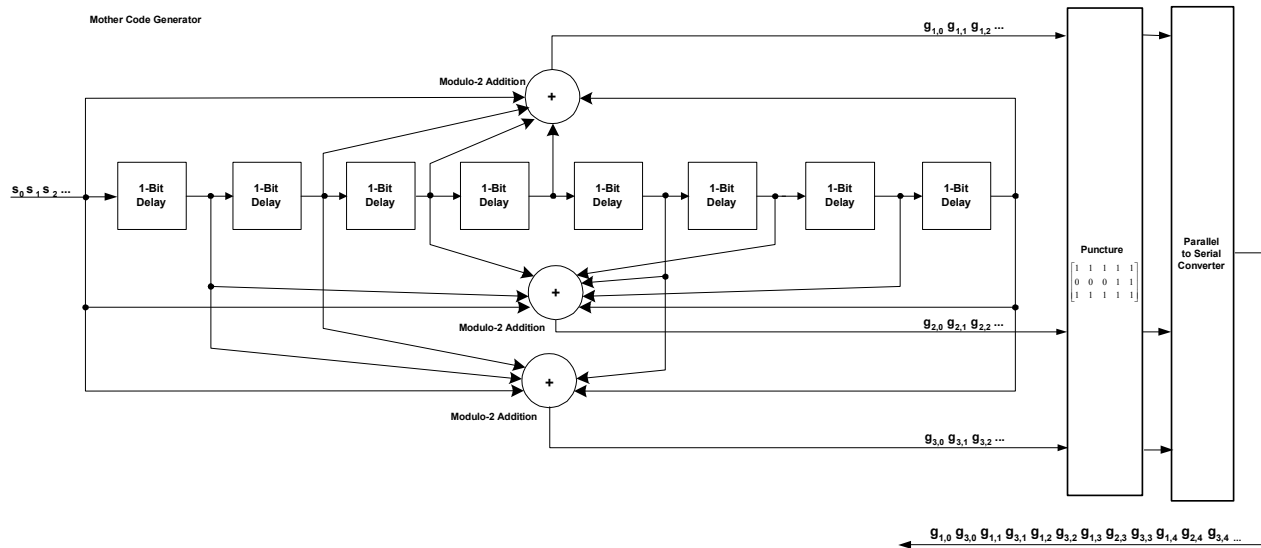 Mother Code Generator
g1,0 g1,1 g1,2 ...
Modulo-2 Addition
+
s0 s1 s2 ...
1-Bit Delay
1-Bit Delay
1-Bit Delay
1-Bit Delay
1-Bit Delay
1-Bit Delay
1-Bit Delay
1-Bit Delay
Puncture
1 1 1 1 1
0 0 0 1 1
1 1 1 1 1
Parallel
to Serial
Converter
+
Modulo-2 Addition
g2,0 g2,1 g2,2 ...
+
Modulo-2 Addition
g3,0 g3,1 g3,2 ...
g1,0 g3,0 g1,1 g3,1 g1,2 g3,2 g1,3 g2,3 g3,3 g1,4 g2,4 g3,4 ...